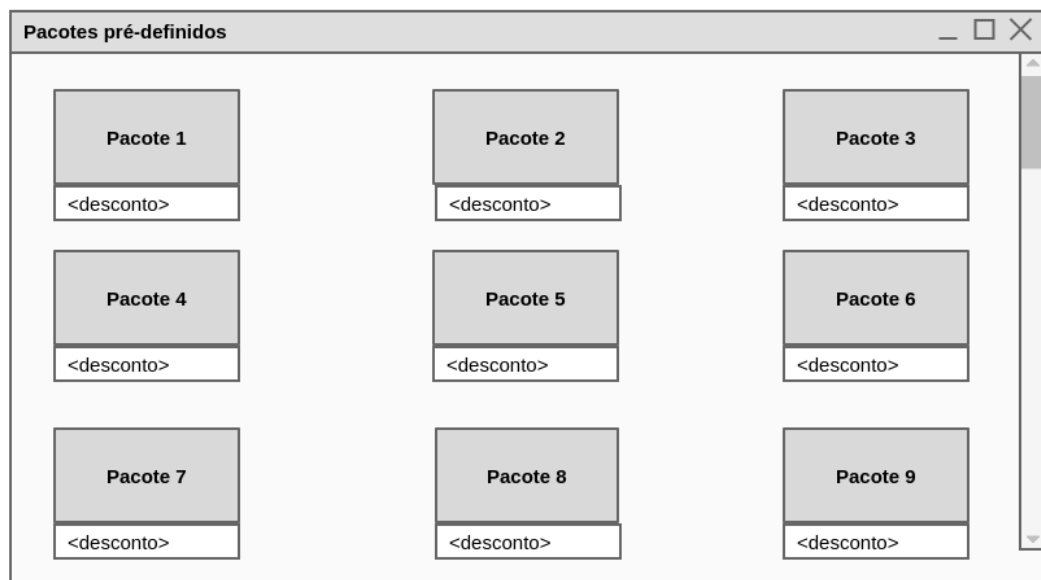 Pacotes pré-definidos
Pacote 1
Pacote 2
Pacote 3
<desconto>
<desconto>
<desconto>
Pacote 4
Pacote 5
Pacote 6
<desconto>
<desconto>
<desconto>
Pacote 7
Pacote 8
Pacote 9
<desconto>
<desconto>
<desconto>